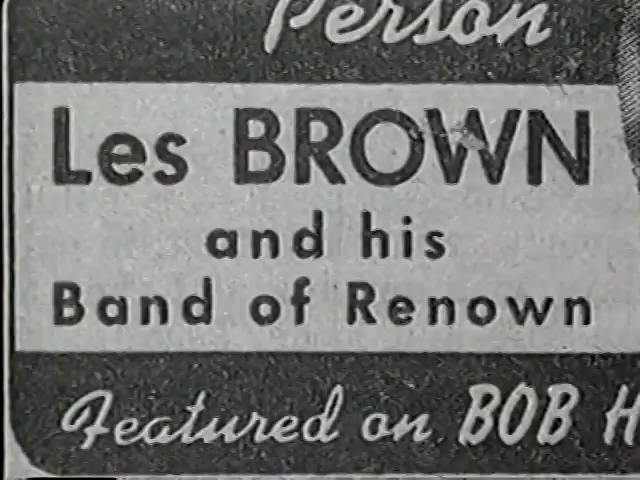 Person
Les BROWN
and his
Band of Renown
Featured on BOB H